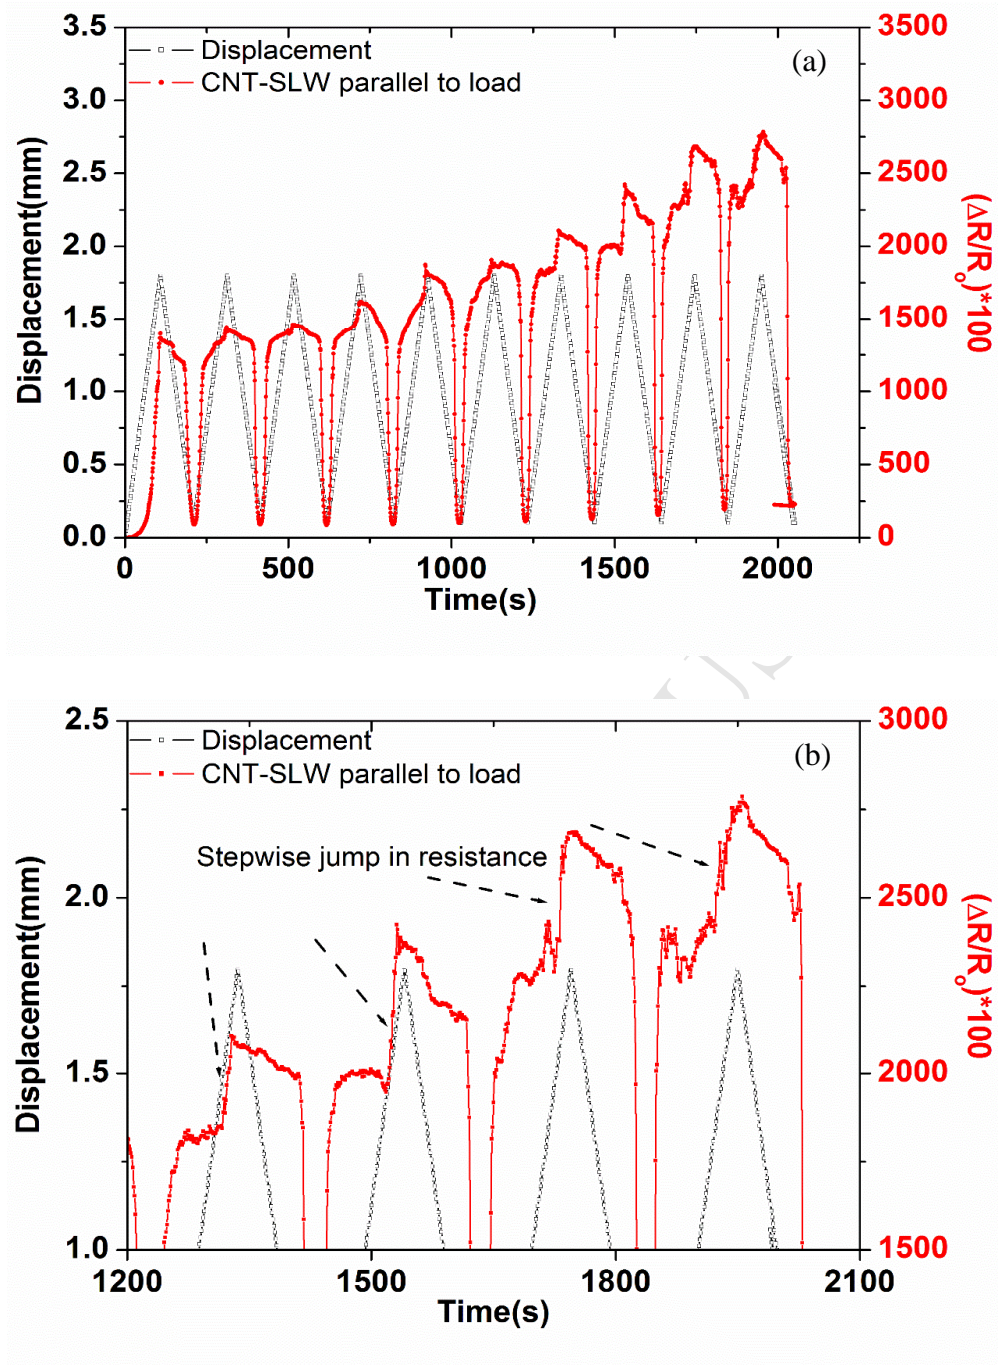 3.5
3.0
2.5
2.0
1.5
1.0
0.5
0.0
Displacement(mm)
Displacement
CNT-SLW parallel to load
(a)
3500
3000
2500
2000
1500
1000
500
0
(ΔR/Ro)*100
0 500 1000 1500 2000
Time(s)
2.5
2.0
1.5
1.0
Displacement(mm)
Displacement
CNT-SLW parallel to load
(b)
Stepwise jump in resistance
3000
2500
2000
1500
(ΔR/Ro)*100
1200 1500 1800 2100
Time(s)